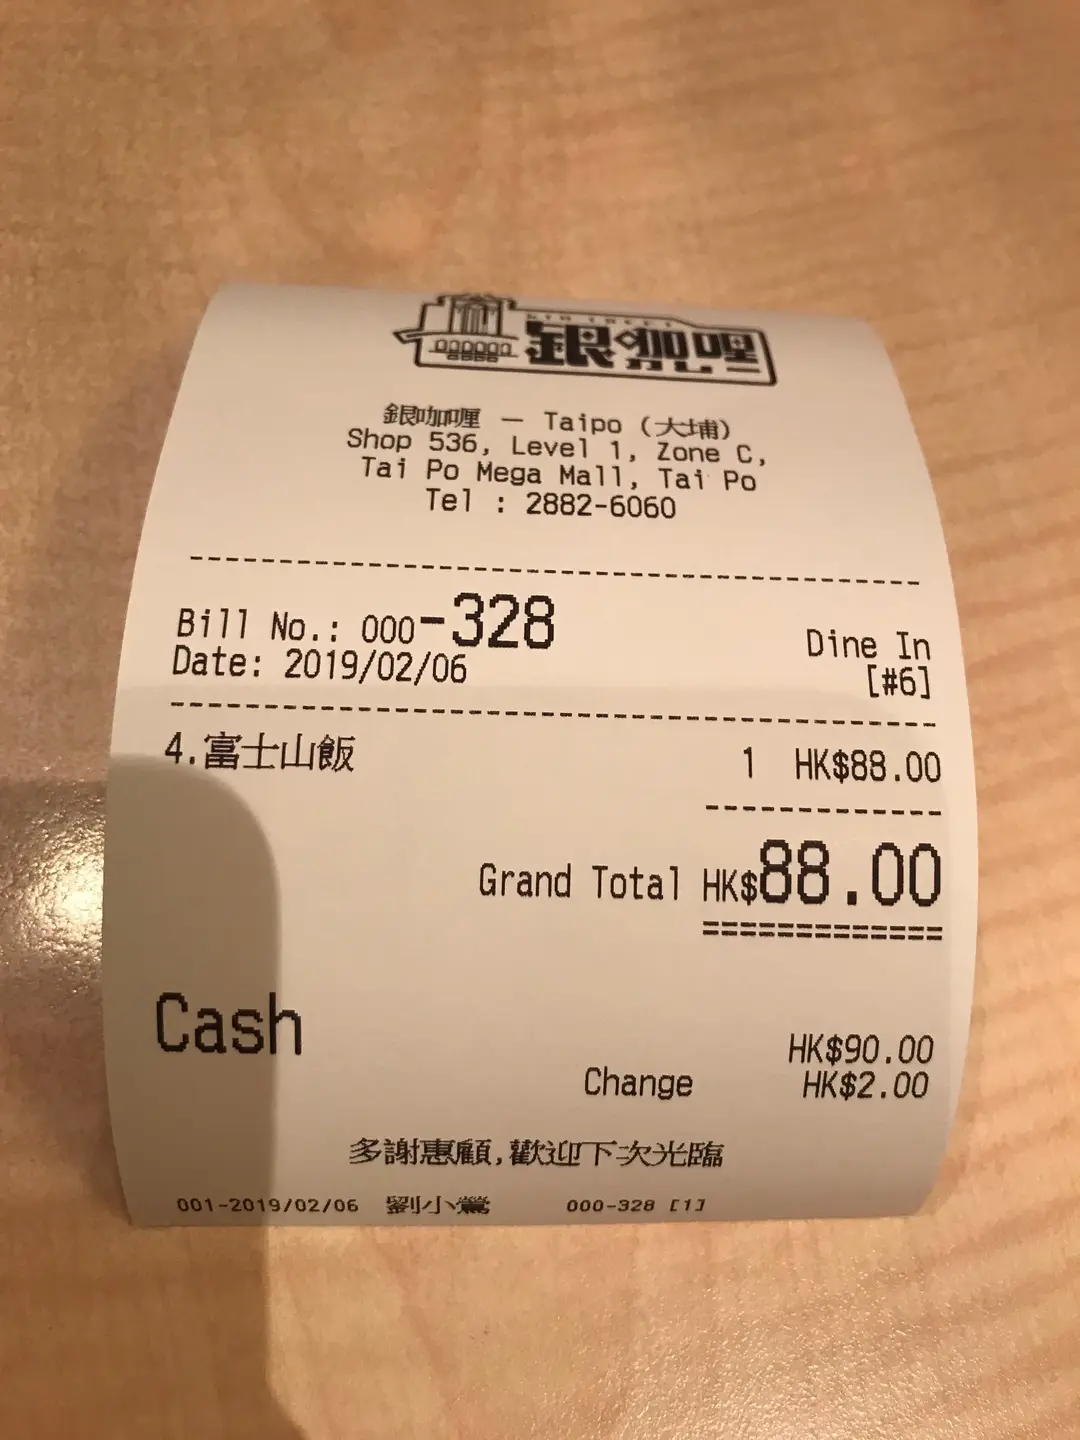 銀咖喱
銀咖喱 — Taipo (大埔)
Shop 536, Level 1, Zone C,
Tai Po Mega Mall, Tai Po
Tel : 2882-6060
Bill No.: 000-328
Dine In
Date: 2019/02/06
[#6]
4.富士山飯 1 HK$88.00
Grand Total HK$88.00
Cash
HK$90.00
Change HK$2.00
多謝惠顧,歡迎下次光臨
001-2019/02/06 劉小鶯 000-328 [1]